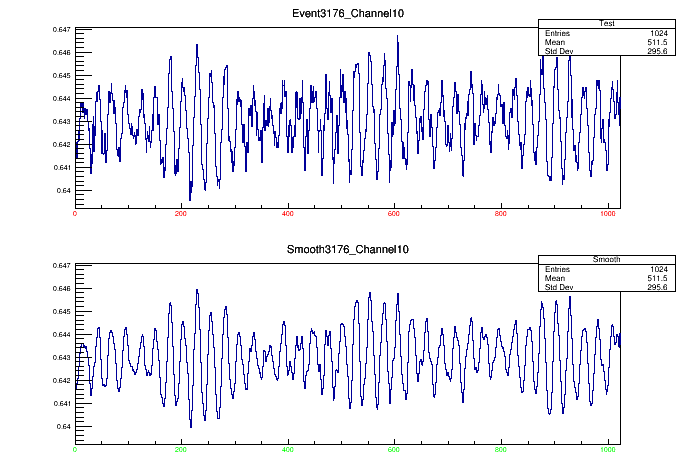 Event3176_Channel10
Test
Entries 1024
Mean 511.5
Std Dev 295.6
0.647
0.646
0.645
0.644
0.643
0.642
0.641
0.64
0 200 400 600 800 1000
Smooth3176_Channel10
Smooth
Entries 1024
Mean 511.5
Std Dev 295.6
0.647
0.646
0.645
0.644
0.643
0.642
0.641
0.64
0 200 400 600 800 1000